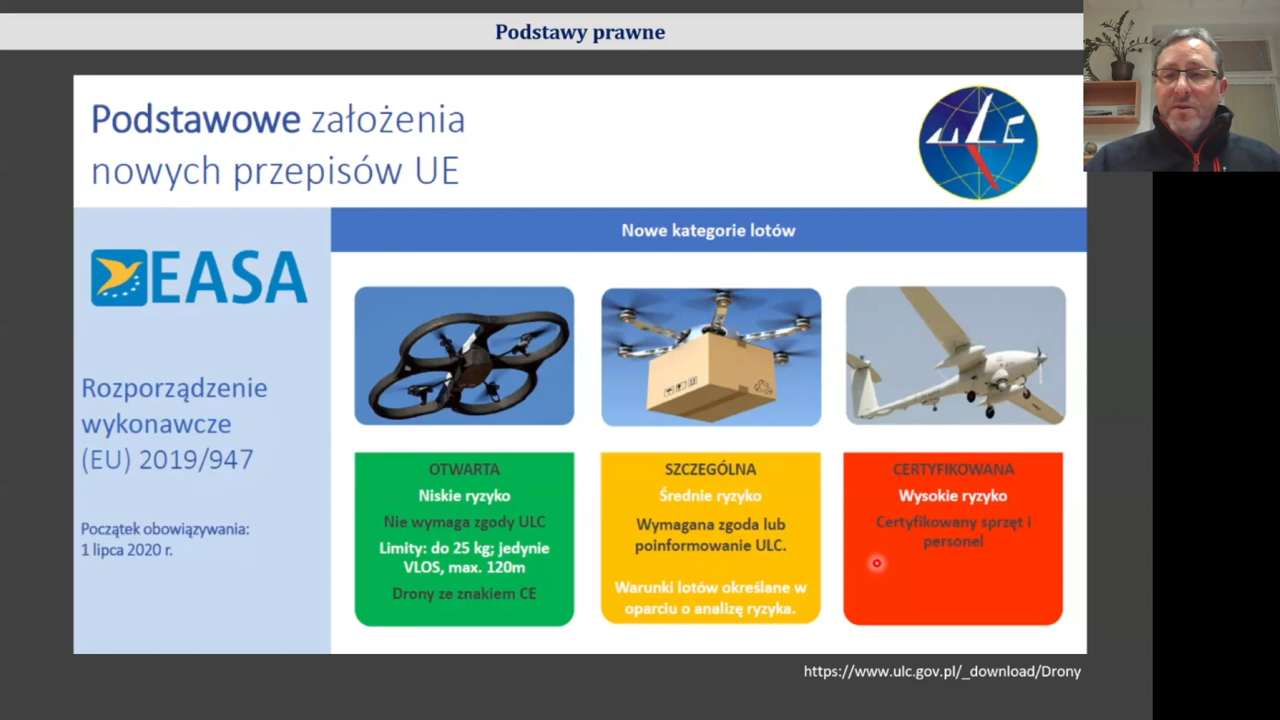 Podstawy prawne
Podstawowe założenia
nowych przepisów UE
ULC
EASA
Rozporządzenie
wykonawcze
(EU) 2019/947
Początek obowiązywania:
1 lipca 2020 r.
Nowe kategorie lotów
OTWARTA
Niskie ryzyko
Nie wymaga zgody ULC
Limity: do 25 kg; jedynie
VLOS, max. 120m
Drony ze znakiem CE
SZCZEGÓLNA
Średnie ryzyko
Wymagana zgoda lub
poinformowanie ULC.
Warunki lotów określane w
oparciu o analizę ryzyka.
CERTYFIKOWANA
Wysokie ryzyko
Certyfikowany sprzęt i
personel
https://www.ulc.gov.pl/_download/Drony